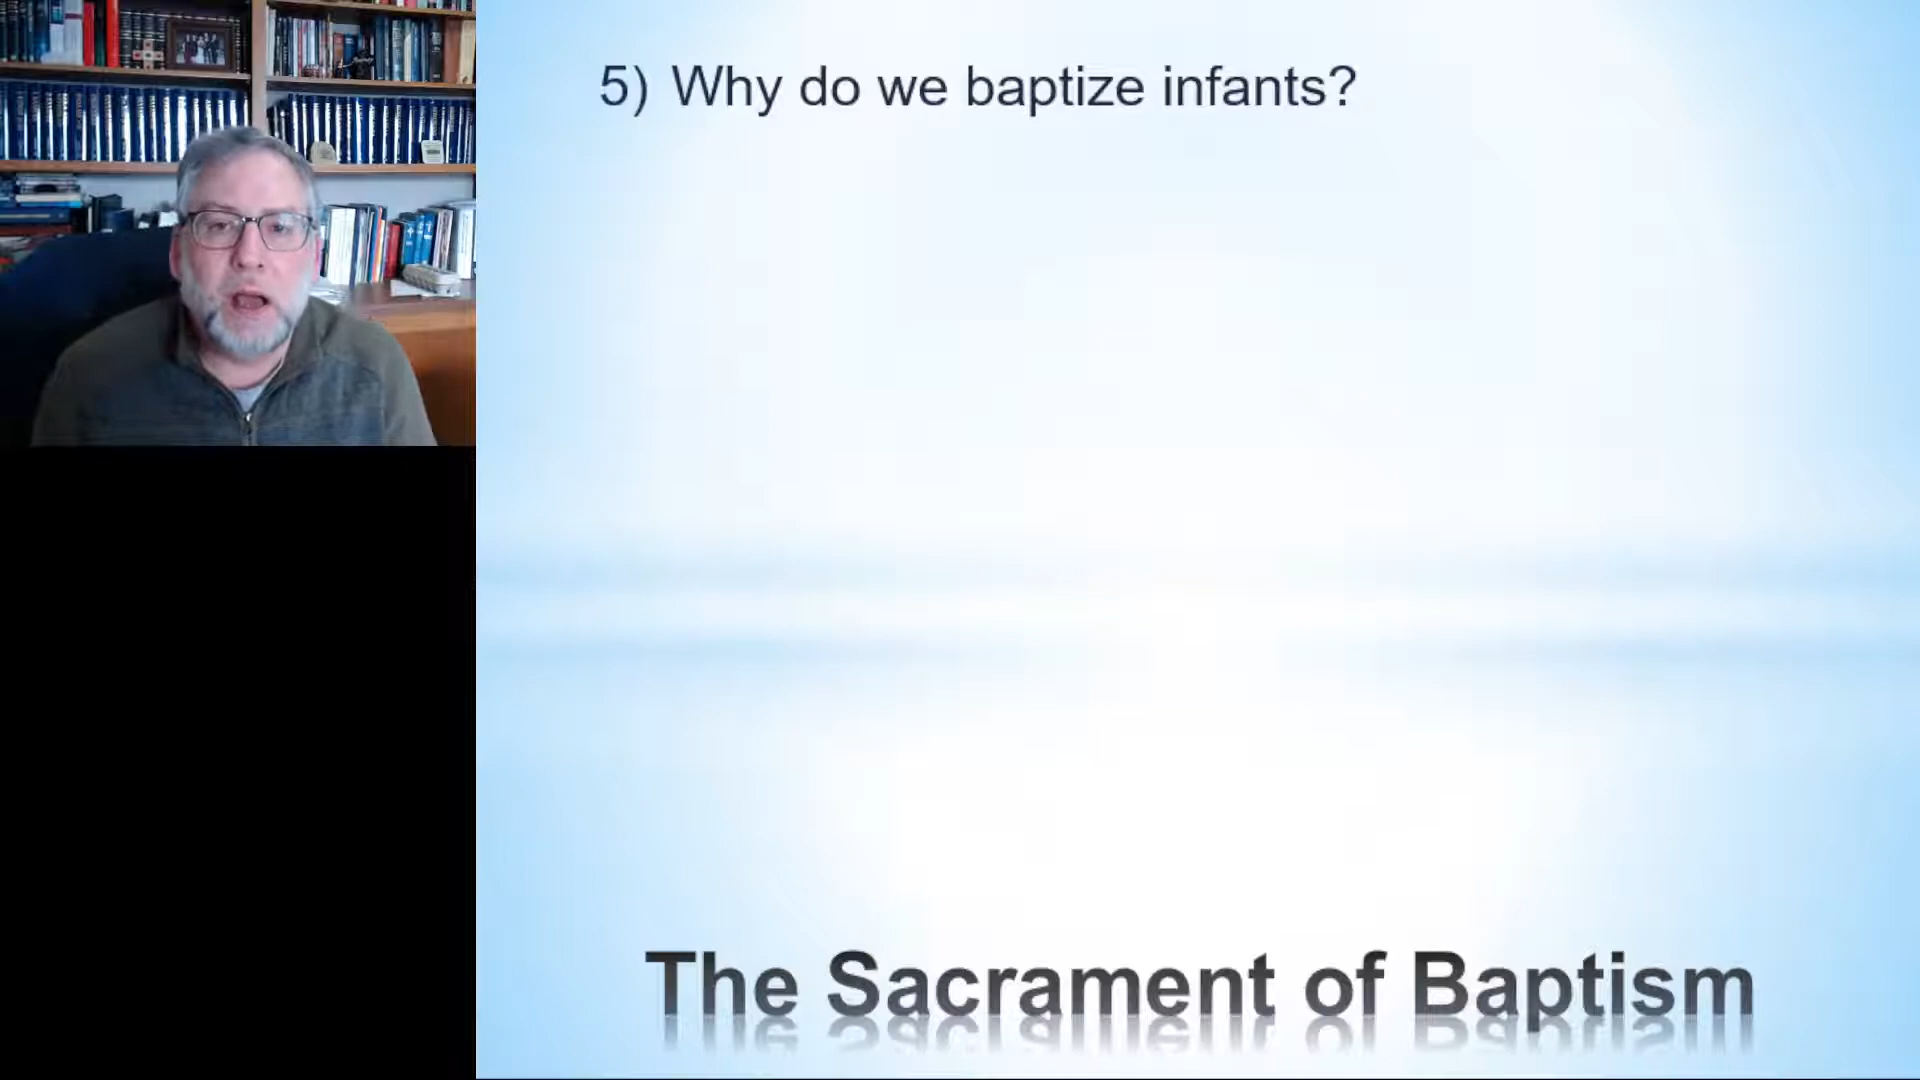 5) Why do we baptize infants?
The Sacrament of Baptism